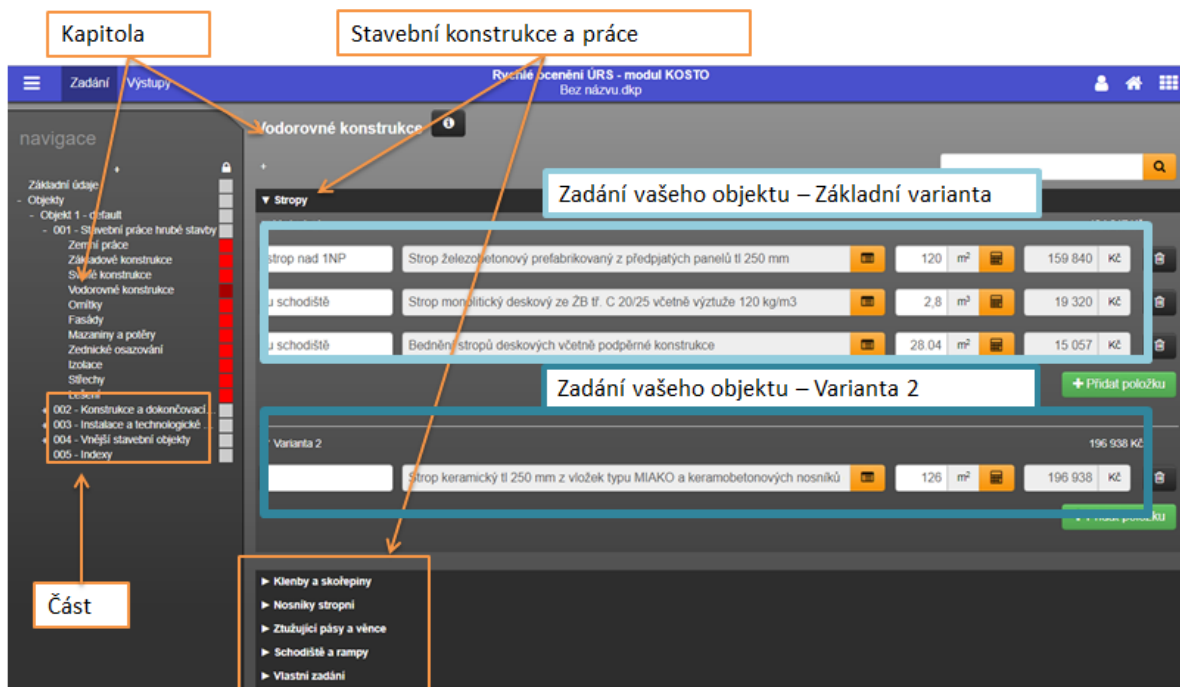 Kapitola
Stavební konstrukce a práce
Zadání
Výstupy
Rychlé ocenění ÚRS - modul KOSTO
Bez názvu.dkp
navigace
Vodorovné konstrukce
+
+
Základní údaje
- Objekty
- Objekt 1 - default
- 001 - Stavební práce hrubé stavby
Zemní práce
Základové konstrukce
Svislé konstrukce
Vodorovné konstrukce
Omítky
Fasády
Mazaniny a potěry
Zednické osazování
Izolace
Střechy
Lešení
+ 002 - Konstrukce a dokončovací...
+ 003 - Instalace a technologické ...
+ 004 - Vnější stavební objekty
005 - Indexy
Část
▼ Stropy
Zadání vašeho objektu – Základní varianta
strop nad 1NP Strop železobetonový prefabrikovaný z předpjatých panelů tl 250 mm 120 m² 159 840 Kč
u schodiště Strop monolitický deskový ze ŽB tř. C 20/25 včetně výztuže 120 kg/m3 2,8 m³ 19 320 Kč
u schodiště Bednění stropů deskových včetně podpěrné konstrukce 28.04 m² 15 057 Kč
+ Přidat položku
Zadání vašeho objektu – Varianta 2
Varianta 2 196 938 Kč
Strop keramický tl 250 mm z vložek typu MIAKO a keramobetonových nosníků 126 m² 196 938 Kč
+ Přidat položku
► Klenby a skořepiny
► Nosníky stropní
► Ztužující pásy a věnce
► Schodiště a rampy
► Vlastní zadání